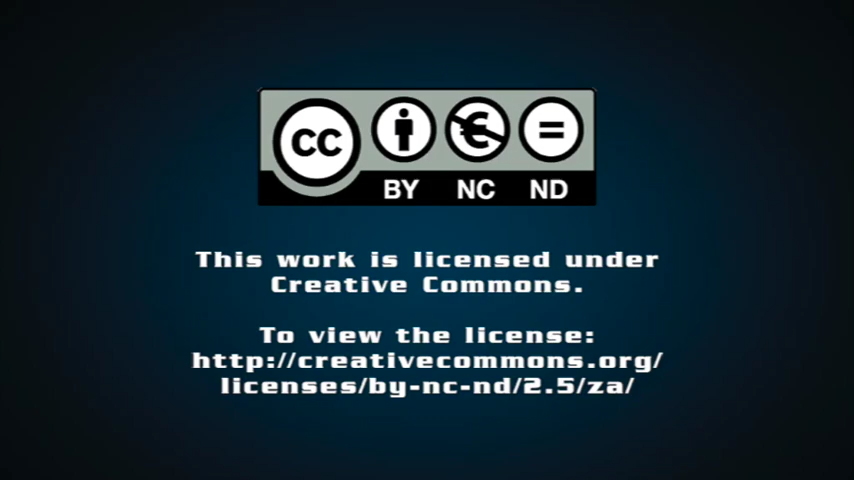 cc
BY NC ND
This work is licensed under
Creative Commons.
To view the license:
http://creativecommons.org/
licenses/by-nc-nd/2.5/za/